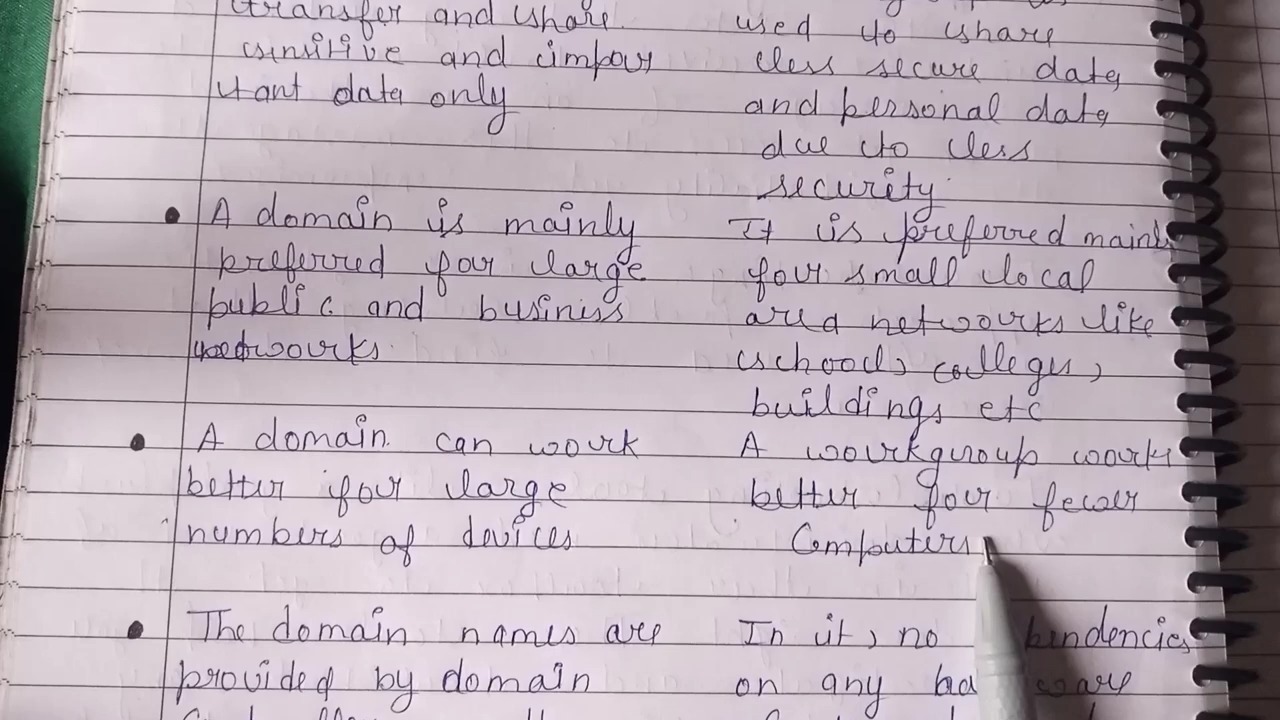 transfer and share
sensitive and impor
tant data only
used to share
less secure data
and personal data
due to less
security
A domain is mainly
preferred for large
public and business
networks
It is preferred mainly
for small local
area networks like
school, colleges,
buildings etc
A domain can work
better for large
numbers of devices
A workgroup works
better for fewer
Computers
The domain names are
provided by domain
In it, no pendencies
on any ware